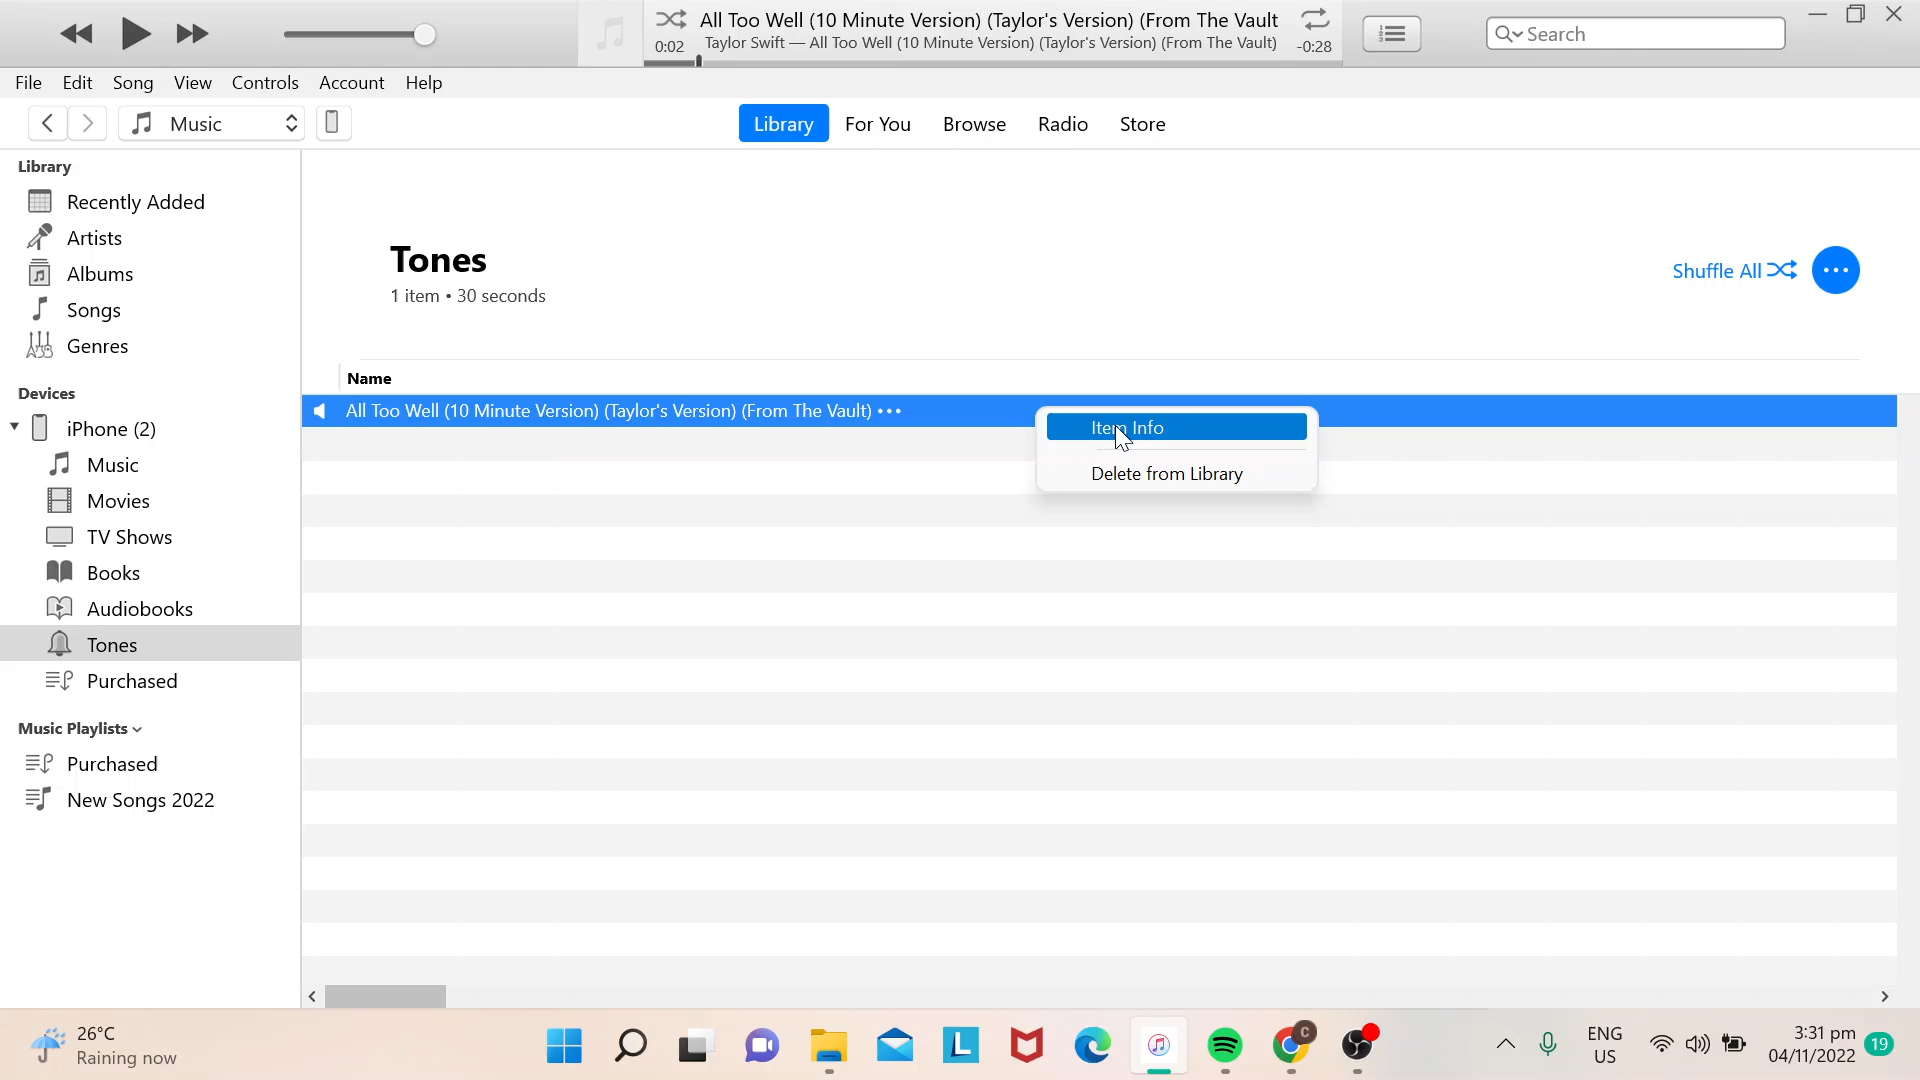 All Too Well (10 Minute Version) (Taylor's Version) (From The Vault
0:02
Taylor Swift — All Too Well (10 Minute Version) (Taylor's Version) (From The Vault)
-0:28
Search
File Edit Song View Controls Account Help
Music
Library For You Browse Radio Store
Library
Recently Added
Artists
Albums
Songs
Genres
Devices
iPhone (2)
Music
Movies
TV Shows
Books
Audiobooks
Tones
Purchased
Music Playlists
Purchased
New Songs 2022
Tones
1 item • 30 seconds
Shuffle All
Name
All Too Well (10 Minute Version) (Taylor's Version) (From The Vault) •••
Item Info
Delete from Library
26°C
Raining now
L
C
ENG
US
3:31 pm
04/11/2022
19